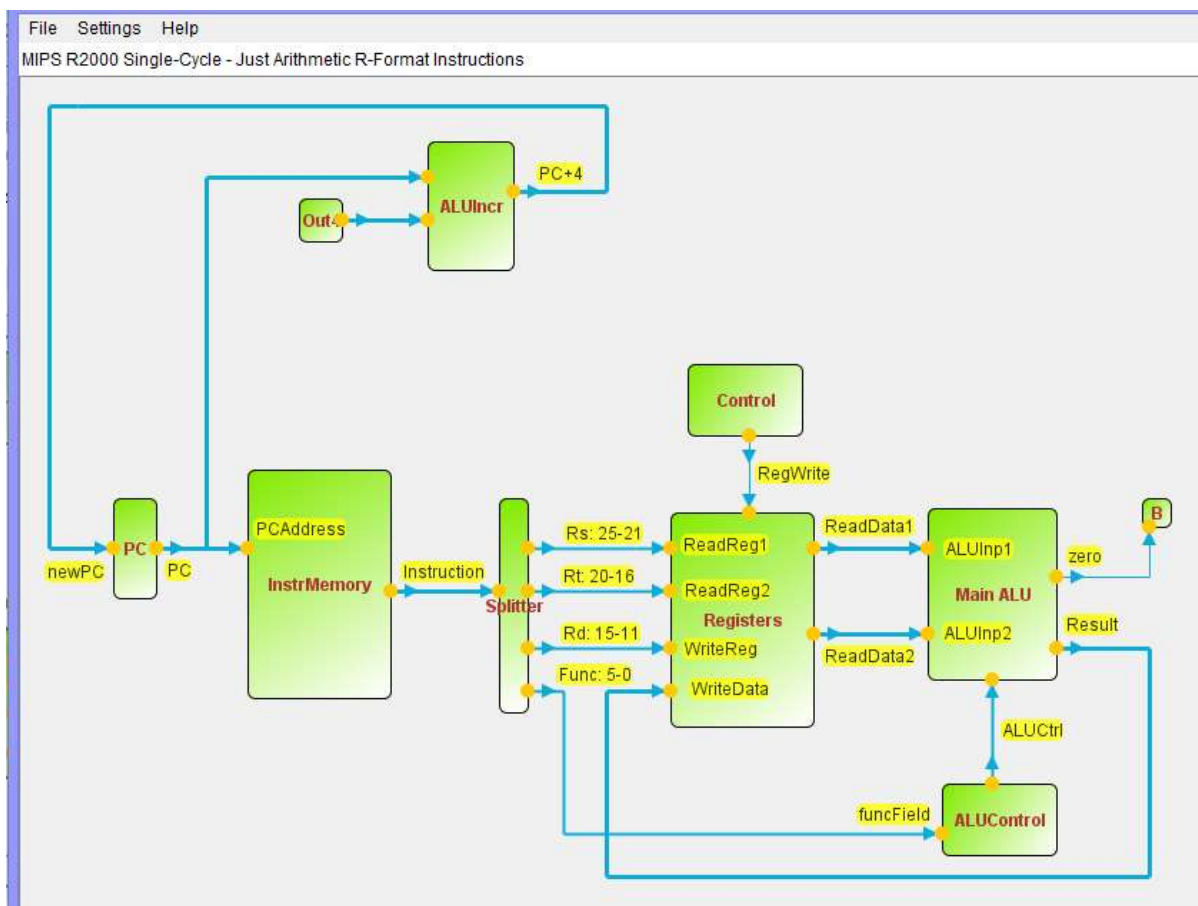 File Settings Help
MIPS R2000 Single-Cycle - Just Arithmetic R-Format Instructions
PC+4
ALUIncr
Out4
Control
RegWrite
PCAddress
Rs: 25-21
ReadReg1
ReadData1
ALUInp1
zero
B
newPC
PC
PC
InstrMemory
Instruction
Splitter
Rt: 20-16
ReadReg2
Registers
Main ALU
Rd: 15-11
WriteReg
ReadData2
ALUInp2
Result
Func: 5-0
WriteData
ALUCtrl
funcField
ALUControl